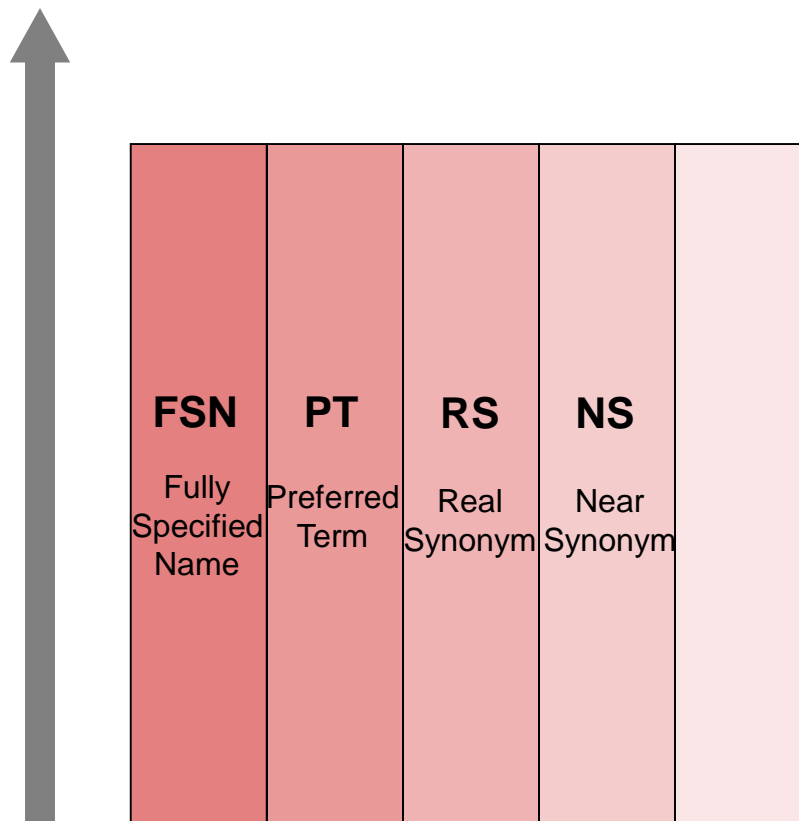 FSN
Fully
Specified
Name
PT
Preferred
Term
RS
Real
Synonym
NS
Near
Synonym